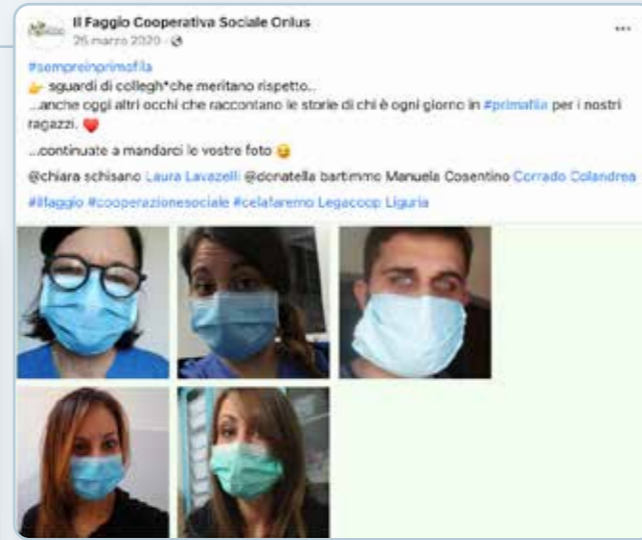 Il Faggio Cooperativa Sociale Onlus
26 marzo 2020
#sempreinprimafila
👉 sguardi di collegh*che meritano rispetto..
...anche oggi altri occhi che raccontano le storie di chi è ogni giorno in #primafila per i nostri
ragazzi. ❤️
...continuate a mandarci le vostre foto 😊
@chiara schisano Laura Lavazelli @donatella bartimmo Manuela Cosentino Corrado Colandrea
#ilfaggio #cooperazionesociale #celafaremo Legacoop Liguria